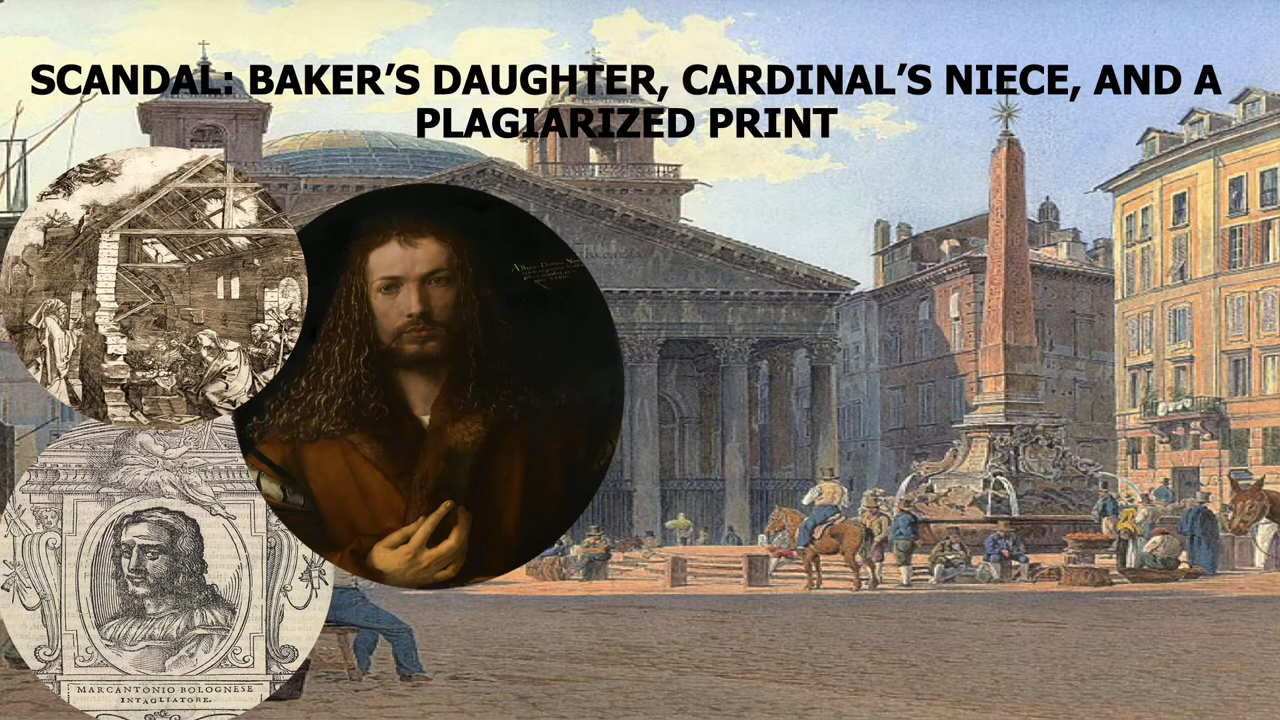 SCANDAL: BAKER’S DAUGHTER, CARDINAL’S NIECE, AND A
PLAGIARIZED PRINT
MARCANTONIO BOLOGNESE
INTAGLIATORE.